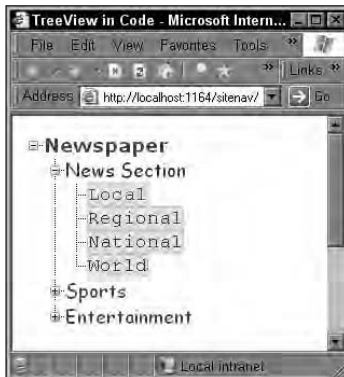 TreeView in Code - Microsoft Intern...
File Edit View Favorites Tools »
» Links »
Address http://localhost:1164/sitenav/ Go
Newspaper
News Section
Local
Regional
National
World
Sports
Entertainment
Local intranet